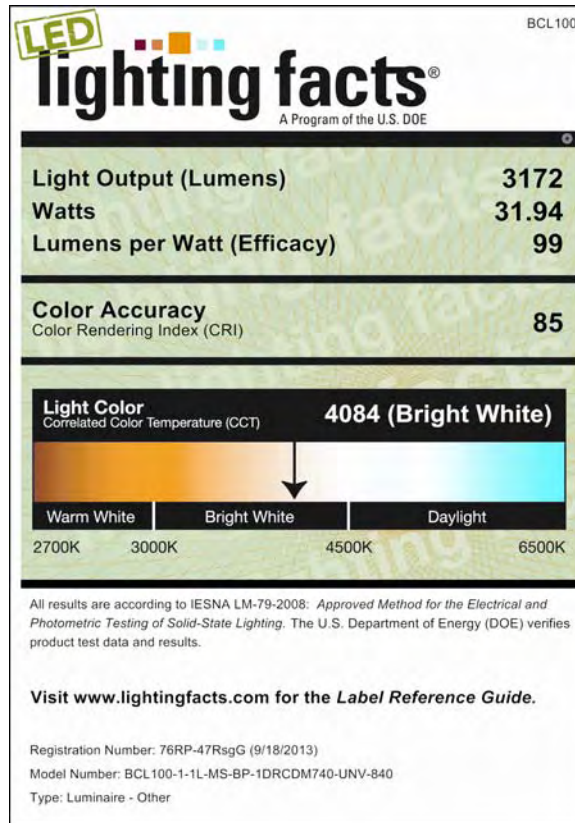 BCL100
LED
lighting facts®
A Program of the U.S. DOE
Light Output (Lumens) 3172
Watts 31.94
Lumens per Watt (Efficacy) 99
Color Accuracy
Color Rendering Index (CRI) 85
Light Color
Correlated Color Temperature (CCT) 4084 (Bright White)
Warm White Bright White Daylight
2700K 3000K 4500K 6500K
All results are according to IESNA LM-79-2008: Approved Method for the Electrical and
Photometric Testing of Solid-State Lighting. The U.S. Department of Energy (DOE) verifies
product test data and results.
Visit www.lightingfacts.com for the Label Reference Guide.
Registration Number: 76RP-47RsgG (9/18/2013)
Model Number: BCL100-1-1L-MS-BP-1DRCDM740-UNV-840
Type: Luminaire - Other